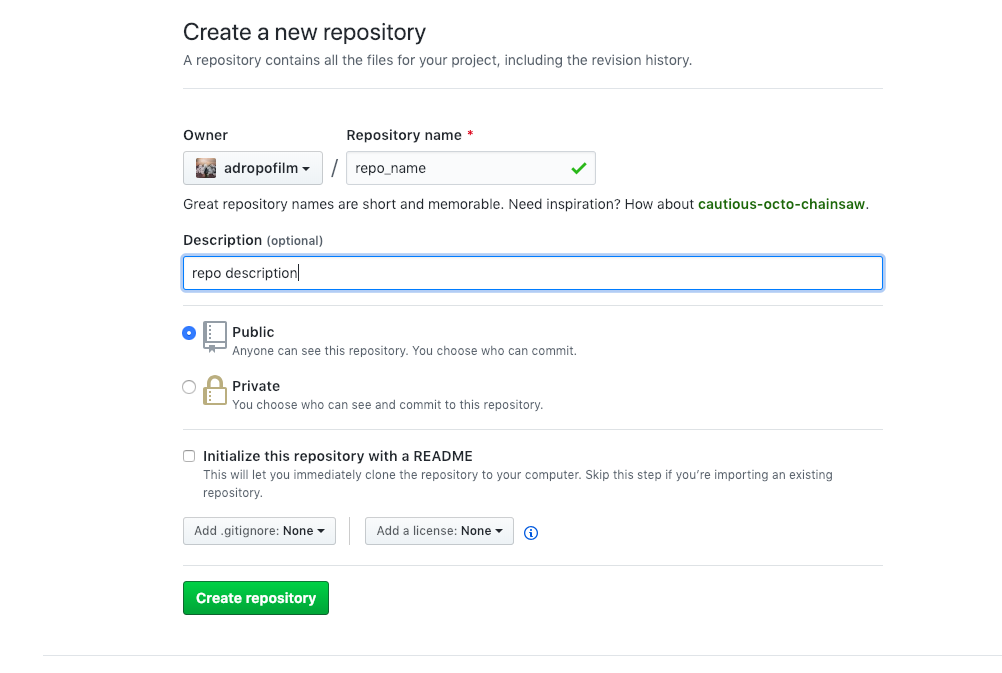 Create a new repository
A repository contains all the files for your project, including the revision history.
Owner
Repository name *
adropofilm
/
repo_name
Great repository names are short and memorable. Need inspiration? How about cautious-octo-chainsaw.
Description (optional)
repo description
Public
Anyone can see this repository. You choose who can commit.
Private
You choose who can see and commit to this repository.
Initialize this repository with a README
This will let you immediately clone the repository to your computer. Skip this step if you’re importing an existing
repository.
Add .gitignore: None
Add a license: None
Create repository